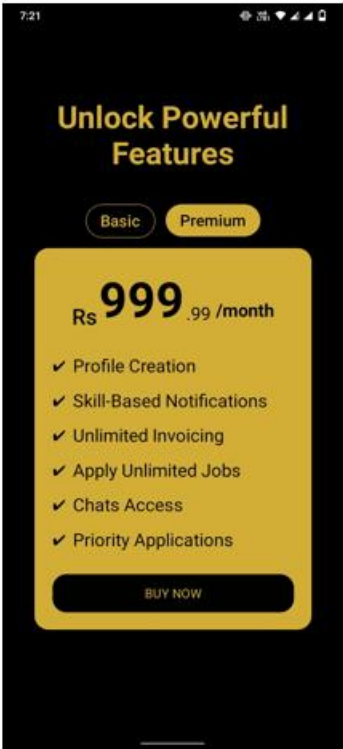 7:21
Unlock Powerful
Features
Basic Premium
Rs 999.99 /month
✔ Profile Creation
✔ Skill-Based Notifications
✔ Unlimited Invoicing
✔ Apply Unlimited Jobs
✔ Chats Access
✔ Priority Applications
BUY NOW